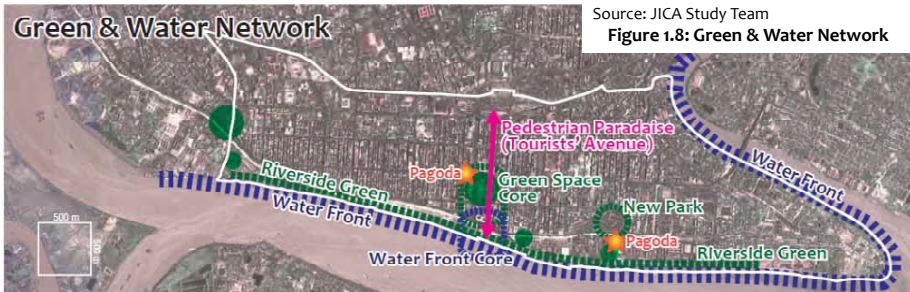 Green & Water Network
Source: JICA Study Team
Figure 1.8: Green & Water Network
Pedestrian Paradaise
(Tourists' Avenue)
Water Front
Riverside Green
Pagoda
Green Space
Core
Water Front
New Park
500 m
500 m
Pagoda
Water Front Core
Riverside Green